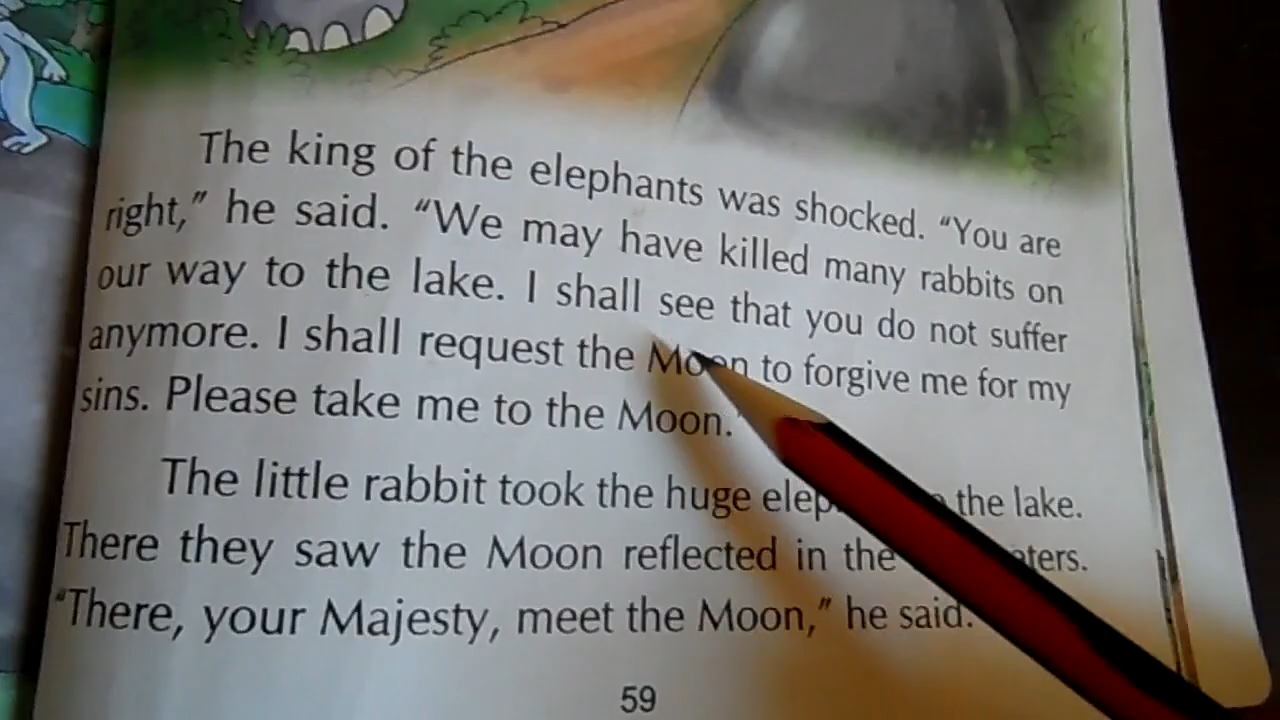 The king of the elephants was shocked. “You are
right,” he said. “We may have killed many rabbits on
our way to the lake. I shall see that you do not suffer
anymore. I shall request the Moon to forgive me for my
sins. Please take me to the Moon.”
The little rabbit took the huge the lake.
There they saw the Moon reflected in the
“There, your Majesty, meet the Moon,” he said.
59